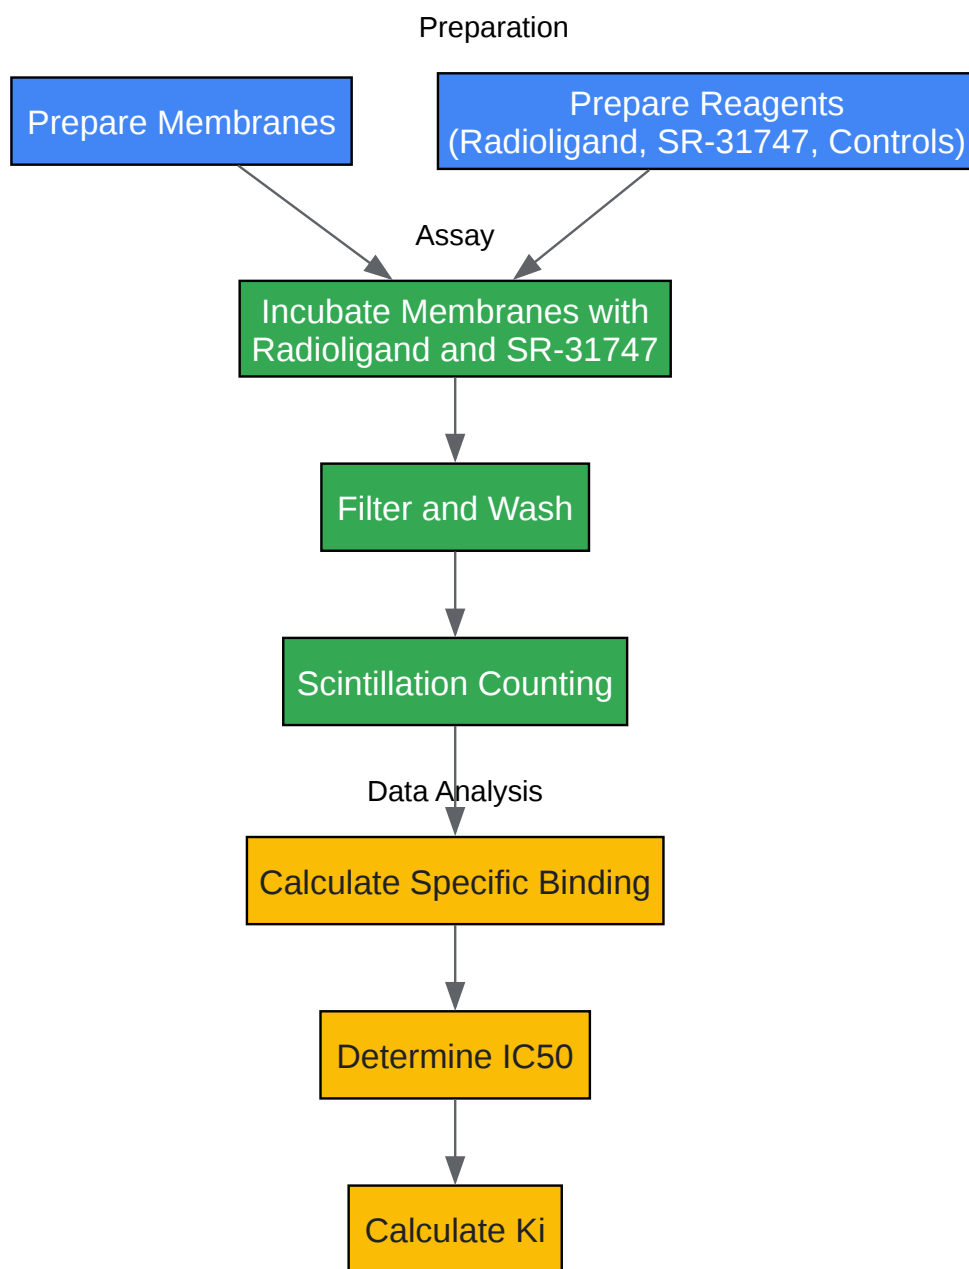 Preparation
Prepare Membranes
Prepare Reagents
(Radioligand, SR-31747, Controls)
Assay
Incubate Membranes with
Radioligand and SR-31747
Filter and Wash
Scintillation Counting
Data Analysis
Calculate Specific Binding
Determine IC50
Calculate Ki